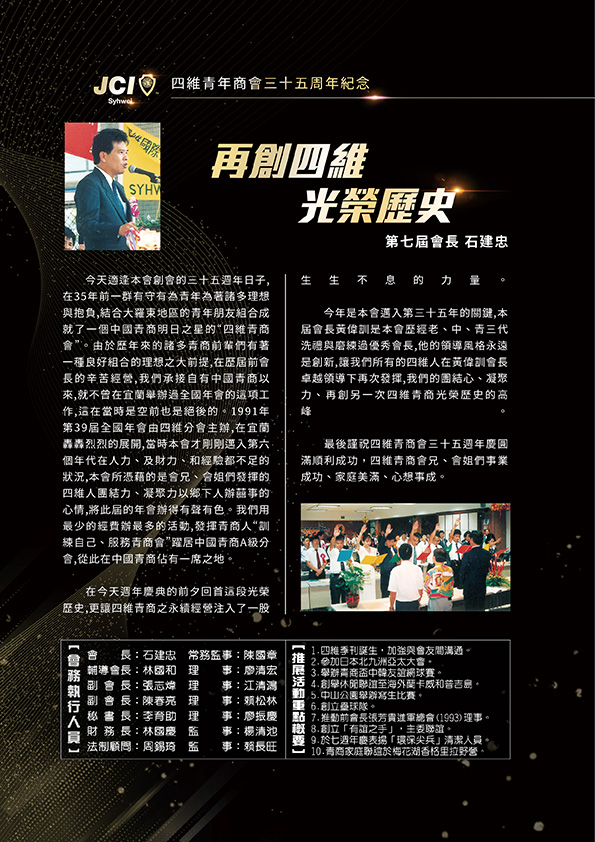 JCI
Syhwei
四維青年商會三十五周年紀念
SYHW
再創四維
光榮歷史
第七屆會長 石建忠
今天適逢本會創會的三十五週年日子,
在35年前一群有守有為青年為著諸多理想
與抱負,結合大羅東地區的青年朋友組合成
就了一個中國青商明日之星的“四維青商
會”。由於歷年來的諸多青商前輩們有著
一種良好組合的理想之大前提,在歷屆前會
長的辛苦經營,我們承接自有中國青商以
來,就不曾在宜蘭舉辦過全國年會的這項工
作,這在當時是空前也是絕後的。1991年
第39屆全國年會由四維分會主辦,在宜蘭
轟轟烈烈的展開,當時本會才剛剛邁入第六
個年代在人力、及財力、和經驗都不足的
狀況,本會所憑藉的是會兄、會姐們發揮的
四維人團結力、凝聚力以鄉下人辦囍事的
心情,將此屆的年會辦得有聲有色。我們用
最少的經費辦最多的活動,發揮青商人“訓
練自己、服務青商會”躍居中國青商A級分
會,從此在中國青商佔有一席之地。
在今天週年慶典的前夕回首這段光榮
歷史,更讓四維青商之永續經營注入了一股
生生不息的力量。
今年是本會邁入第三十五年的關鍵,本
屆會長黃偉訓是本會歷經老、中、青三代
洗禮與磨練過優秀會長,他的領導風格永遠
是創新,讓我們所有的四維人在黃偉訓會長
卓越領導下再次發揮,我們的團結心、凝聚
力、再創另一次四維青商光榮歷史的高
峰。
最後謹祝四維青商會三十五週年慶圓
滿順利成功，四維青商會兄、會姐們事業
成功、家庭美滿、心想事成。
【會務執行人員】
會長:石建忠 常務監事:陳國章
輔導會長:林國和 理事:廖清宏
副會長:張志煒 理事:江清鴻
副會長:陳春亮 理事:賴松林
秘書長:李育助 理事:廖振慶
財務長:林國慶 監事:楊清池
法制顧問:周錫琦 監事:賴長旺
【推展活動重點概要】
1.四維季刊誕生，加強與會友間溝通。
2.參加日本北九洲亞太大會。
3.舉辦青商盃中韓友誼網球賽。
4.創舉休閒聯誼至海外蘭卡威和普吉島。
5.中山公園舉辦寫生比賽。
6.創立壘球隊。
7.推動前會長張芳貴進軍總會(1993)理事。
8.創立「有誼之手」，主委聯誼。
9.於七週年慶表揚「環保尖兵」清潔人員。
10.青商家庭聯誼於梅花湖香格里拉野營。